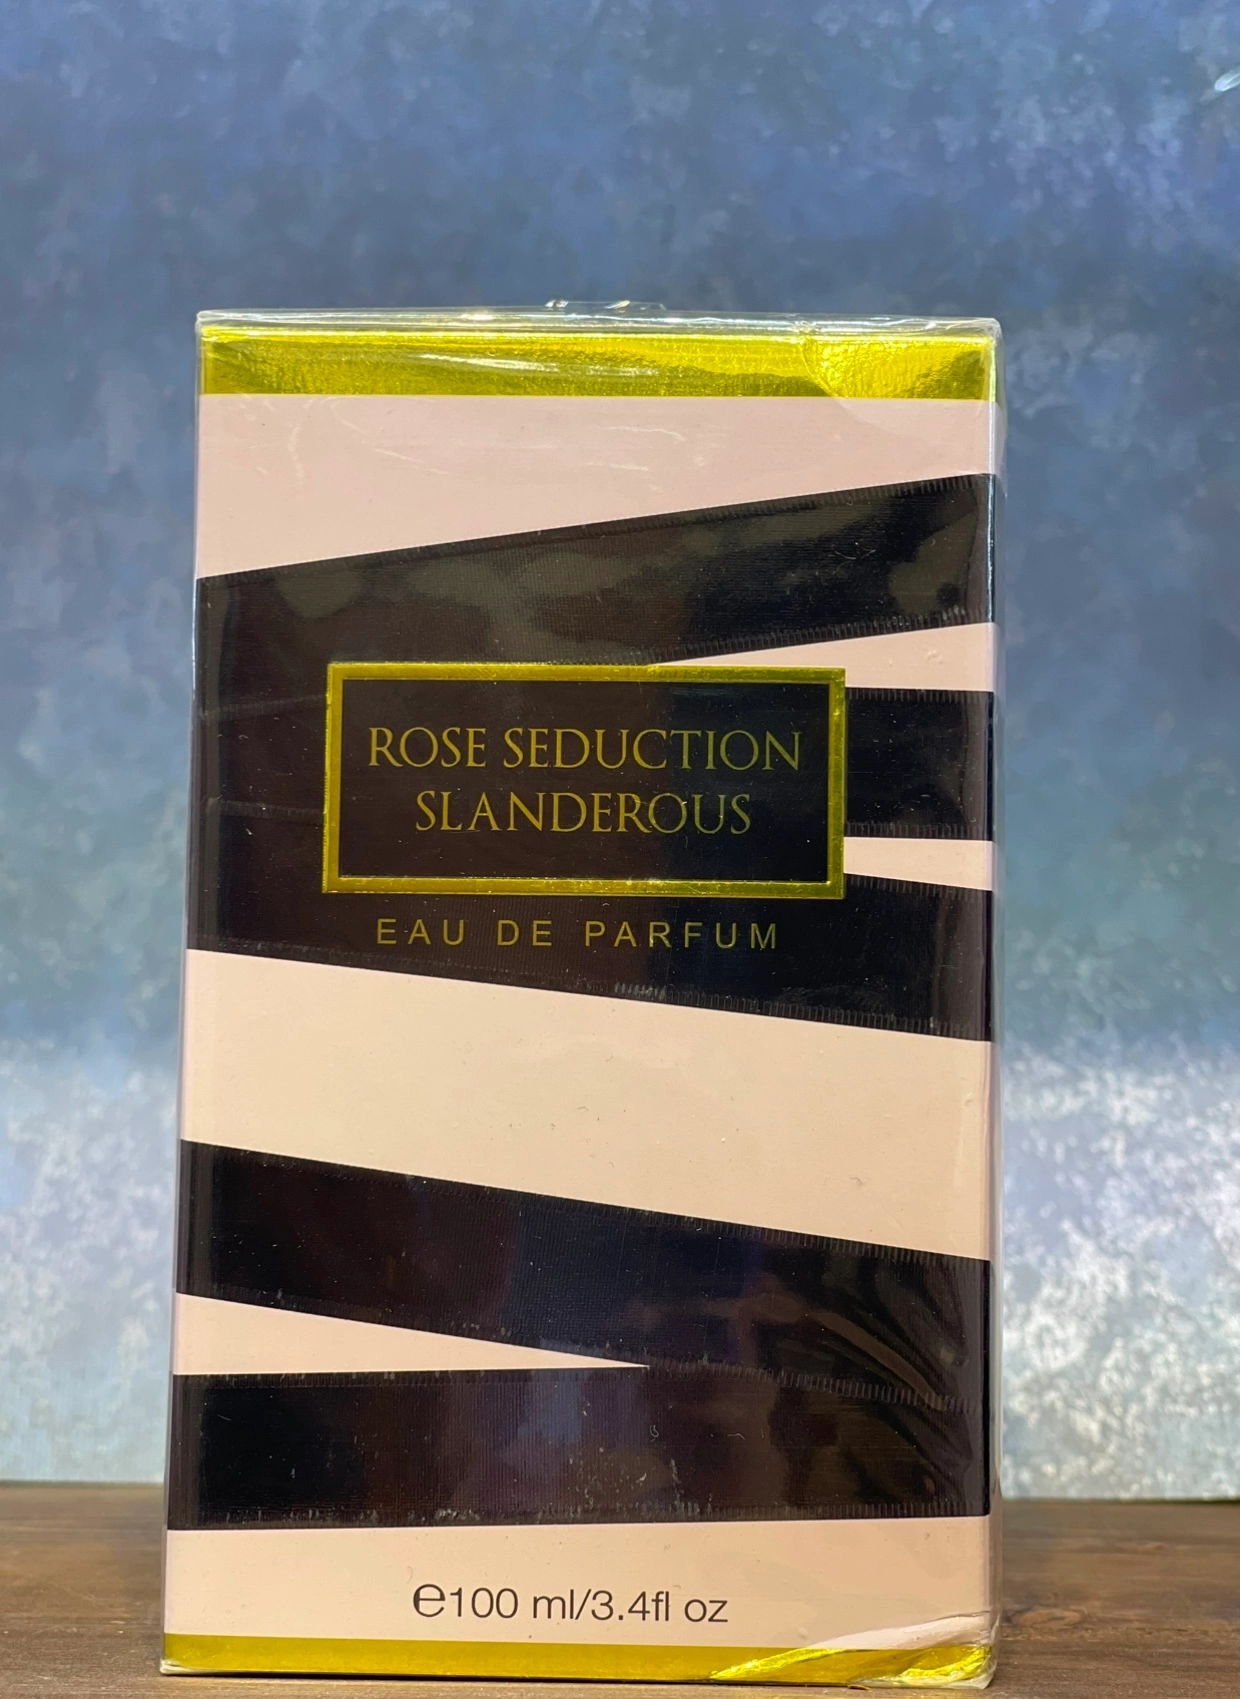 ROSE SEDUCTION
SLANDEROUS
EAU DE PARFUM
℮100 ml/3.4fl oz